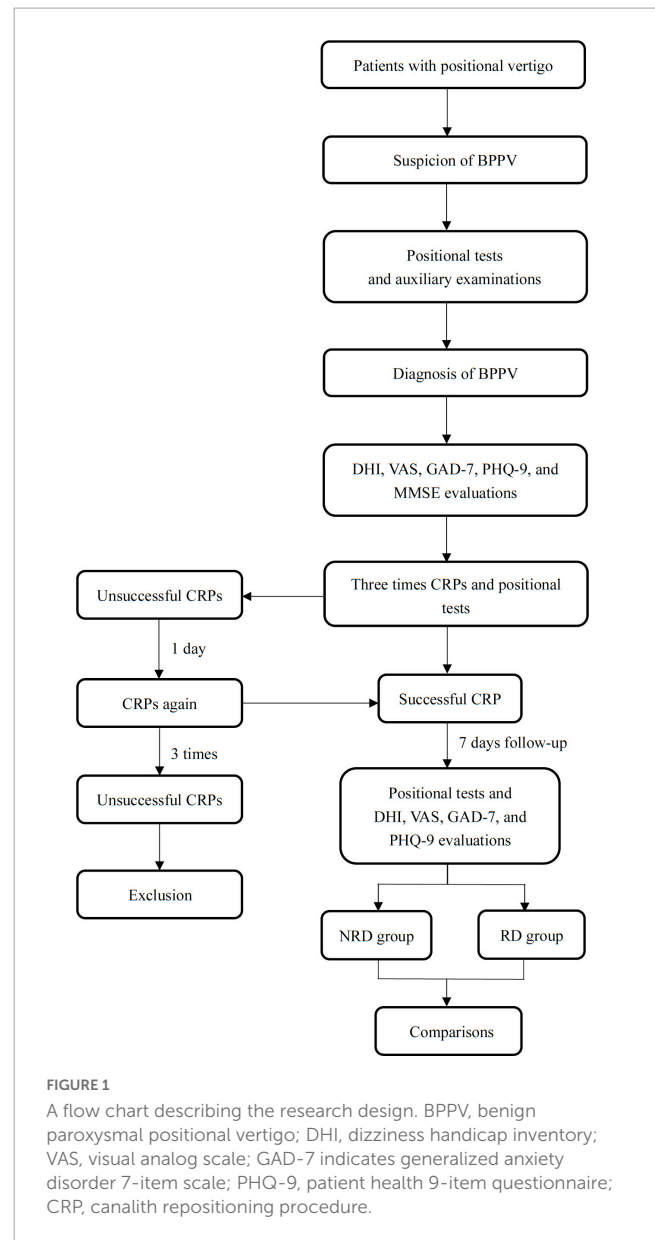 Patients with positional vertigo
Suspicion of BPPV
Positional tests
and auxiliary examinations
Diagnosis of BPPV
DHI, VAS, GAD-7, PHQ-9, and
MMSE evaluations
Three times CRPs and positional
tests
Unsuccessful CRPs
1 day
CRPs again
Successful CRP
3 times
7 days follow-up
Unsuccessful CRPs
Positional tests and
DHI, VAS, GAD-7, and
PHQ-9 evaluations
Exclusion
NRD group
RD group
Comparisons
FIGURE 1
A flow chart describing the research design. BPPV, benign
paroxysmal positional vertigo; DHI, dizziness handicap inventory;
VAS, visual analog scale; GAD-7 indicates generalized anxiety
disorder 7-item scale; PHQ-9, patient health 9-item questionnaire;
CRP, canalith repositioning procedure.